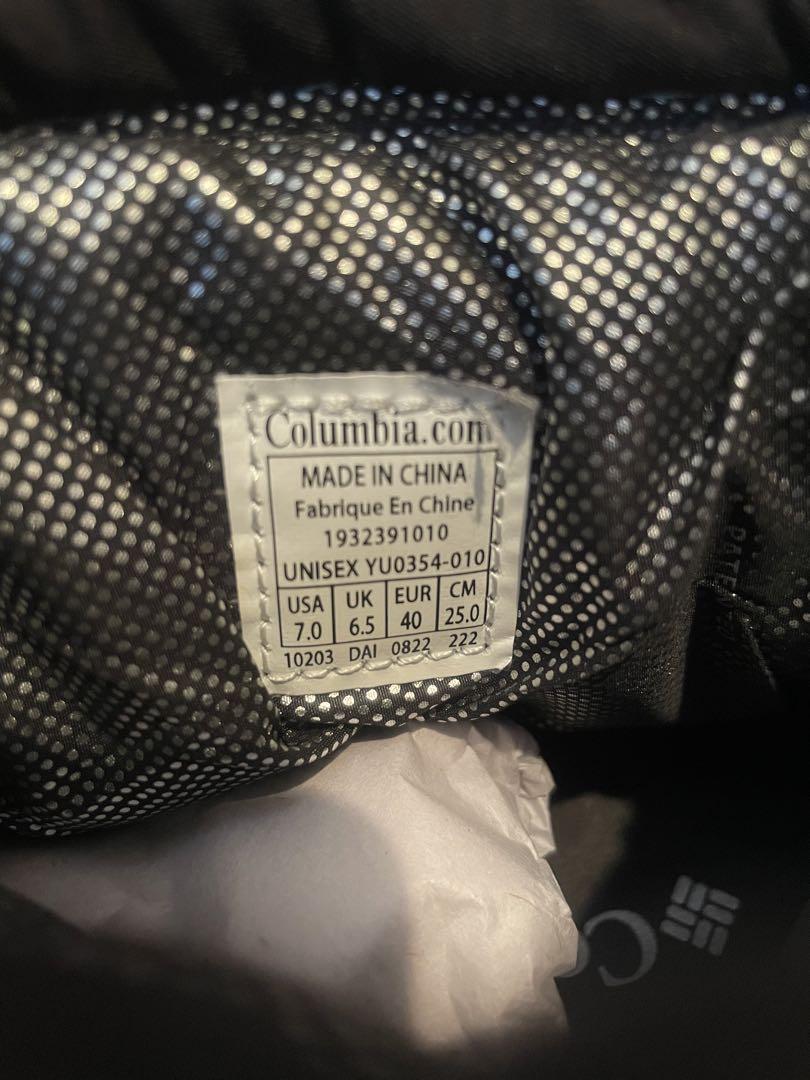 Columbia.com
MADE IN CHINA
Fabrique En Chine
1932391010
UNISEX YU0354-010
USA UK EUR CM
7.0 6.5 40 25.0
10203 DAI 0822 222